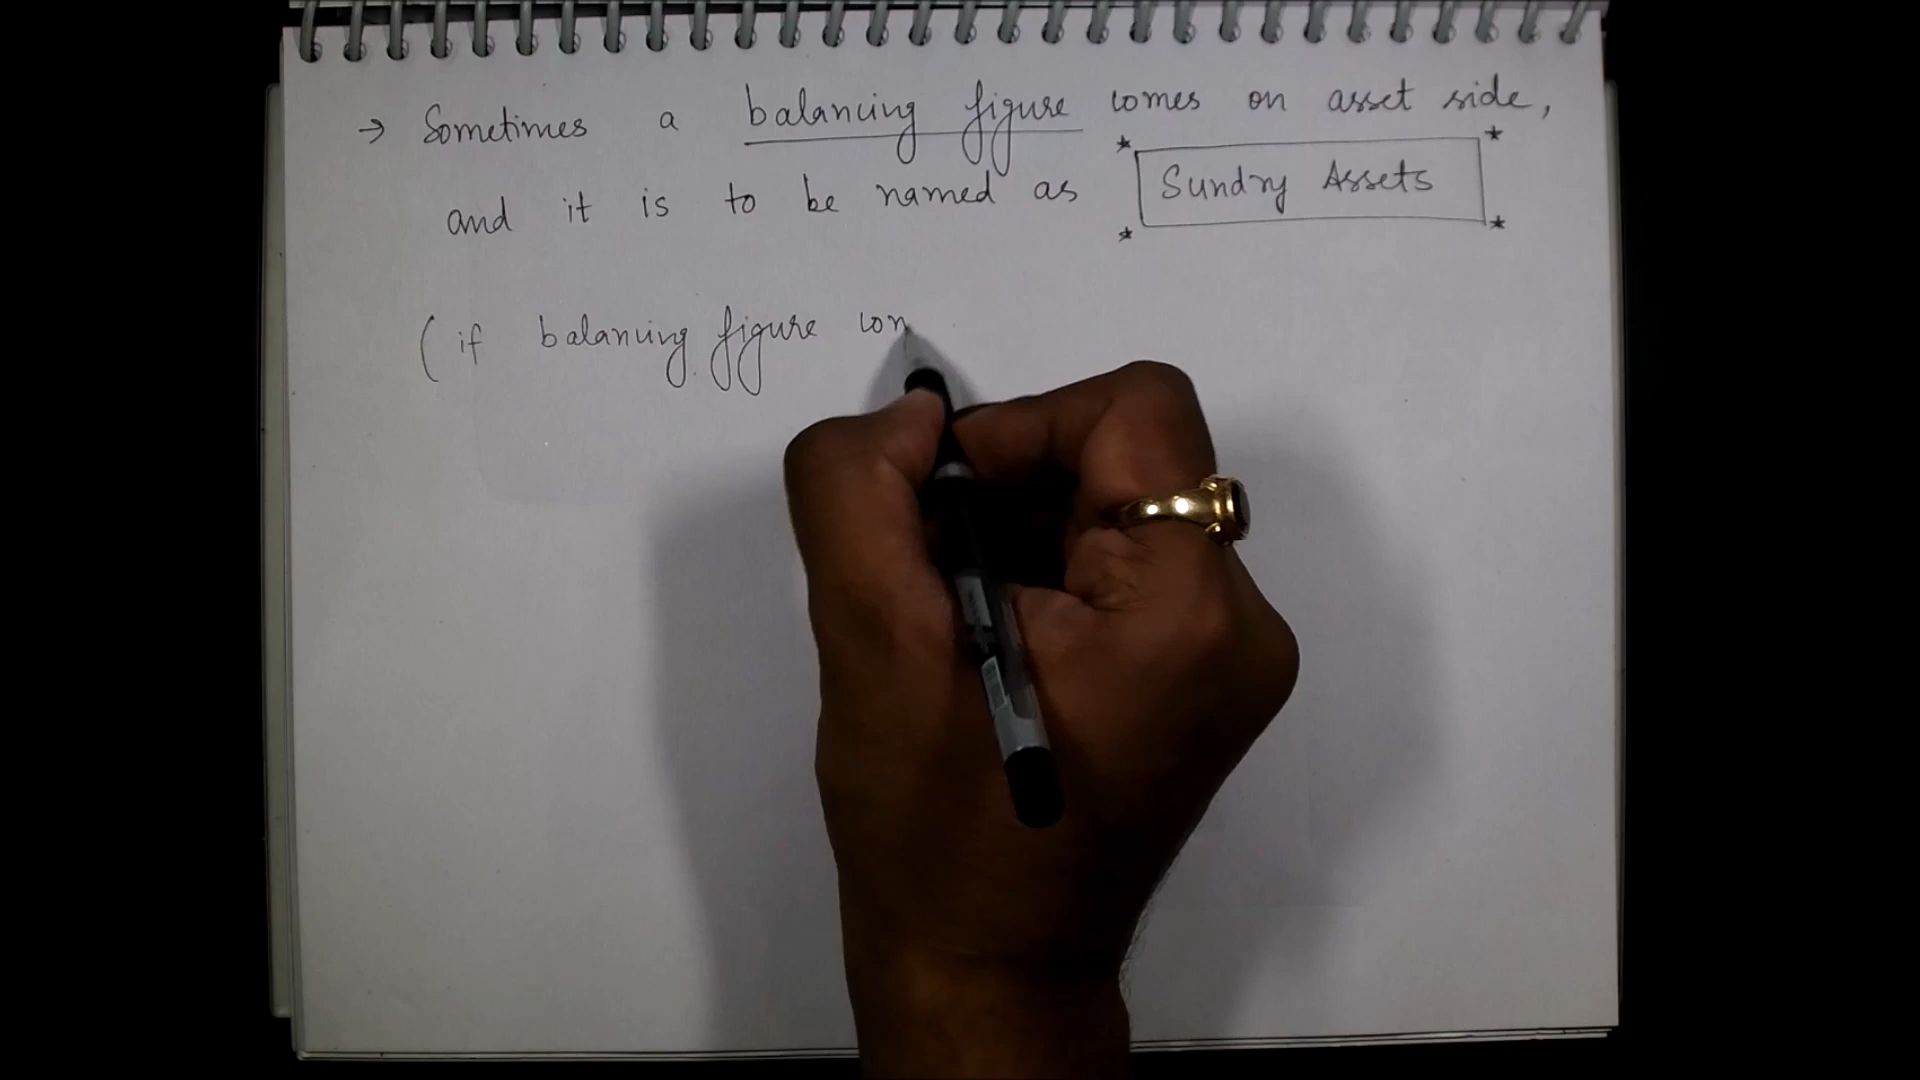 → Sometimes a balancing figure comes on asset side,
and it is to be named as Sundry Assets
(if balancing figure com